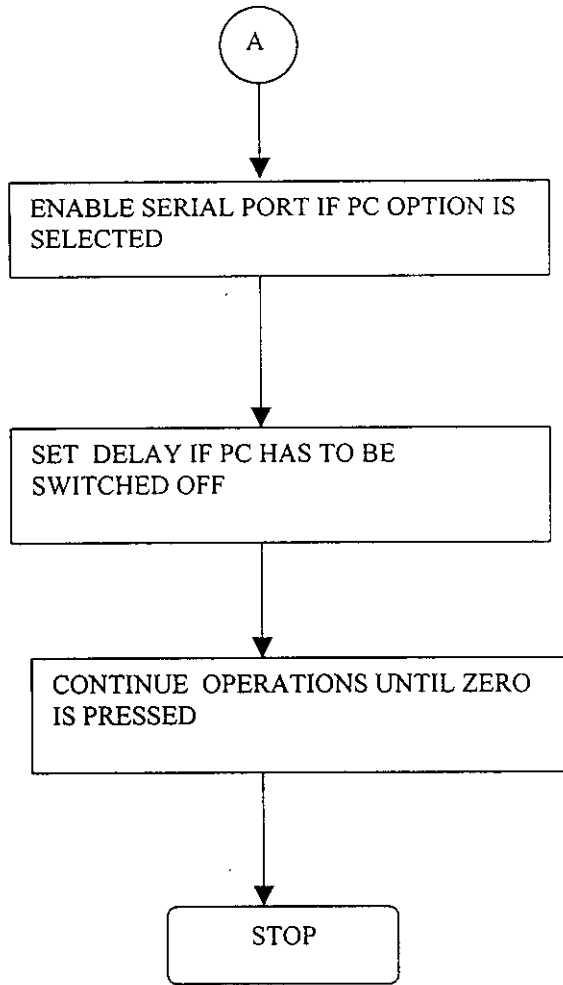 A
ENABLE SERIAL PORT IF PC OPTION IS
SELECTED
SET DELAY IF PC HAS TO BE
SWITCHED OFF
CONTINUE OPERATIONS UNTIL ZERO
IS PRESSED
STOP